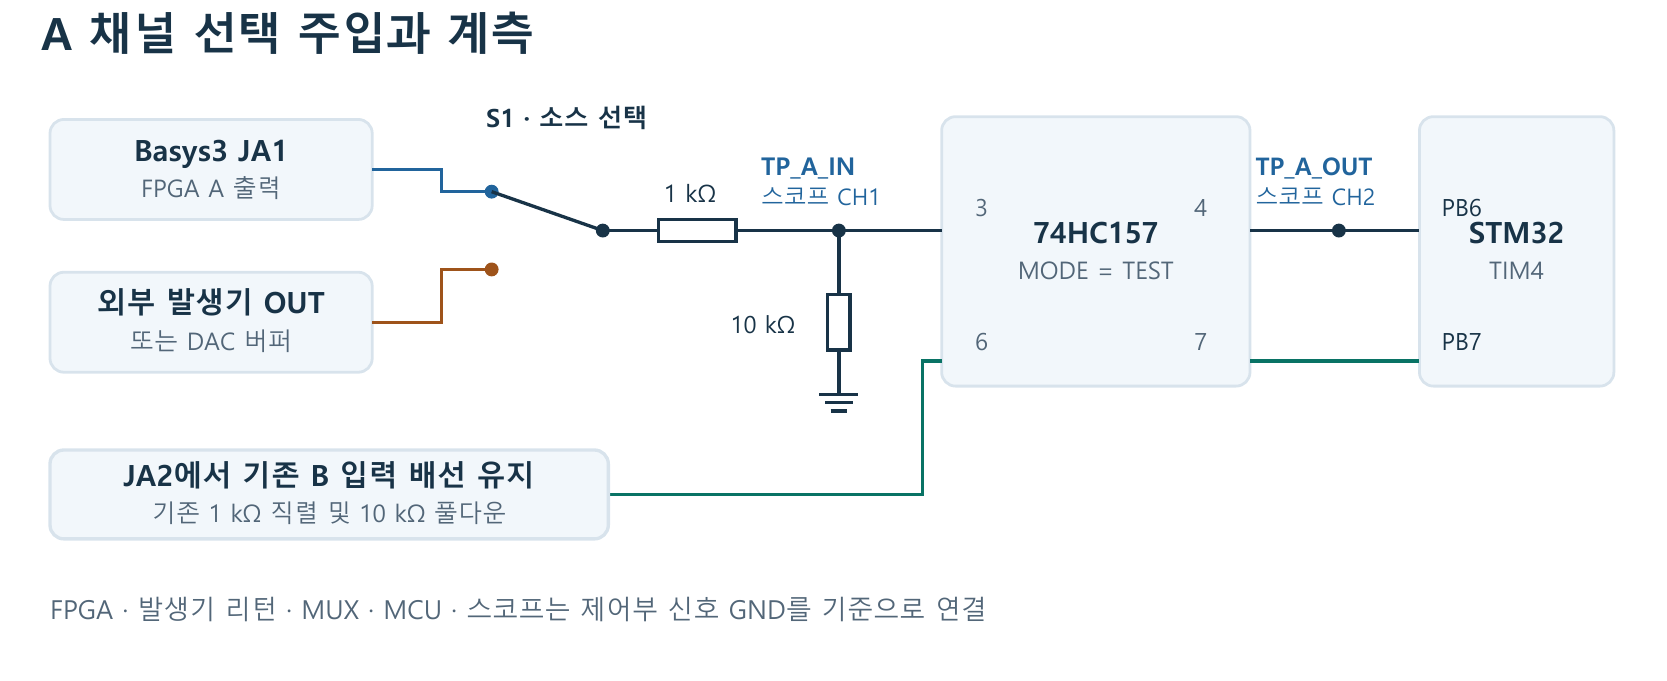 A 채널 선택 주입과 계측
S1 · 소스 선택
Basys3 JA1
FPGA A 출력
외부 발생기 OUT
또는 DAC 버퍼
1 kΩ
TP_A_IN
스코프 CH1
10 kΩ
3
4
74HC157
MODE = TEST
6
7
TP_A_OUT
스코프 CH2
PB6
STM32
TIM4
PB7
JA2에서 기존 B 입력 배선 유지
기존 1 kΩ 직렬 및 10 kΩ 풀다운
FPGA · 발생기 리턴 · MUX · MCU · 스코프는 제어부 신호 GND를 기준으로 연결